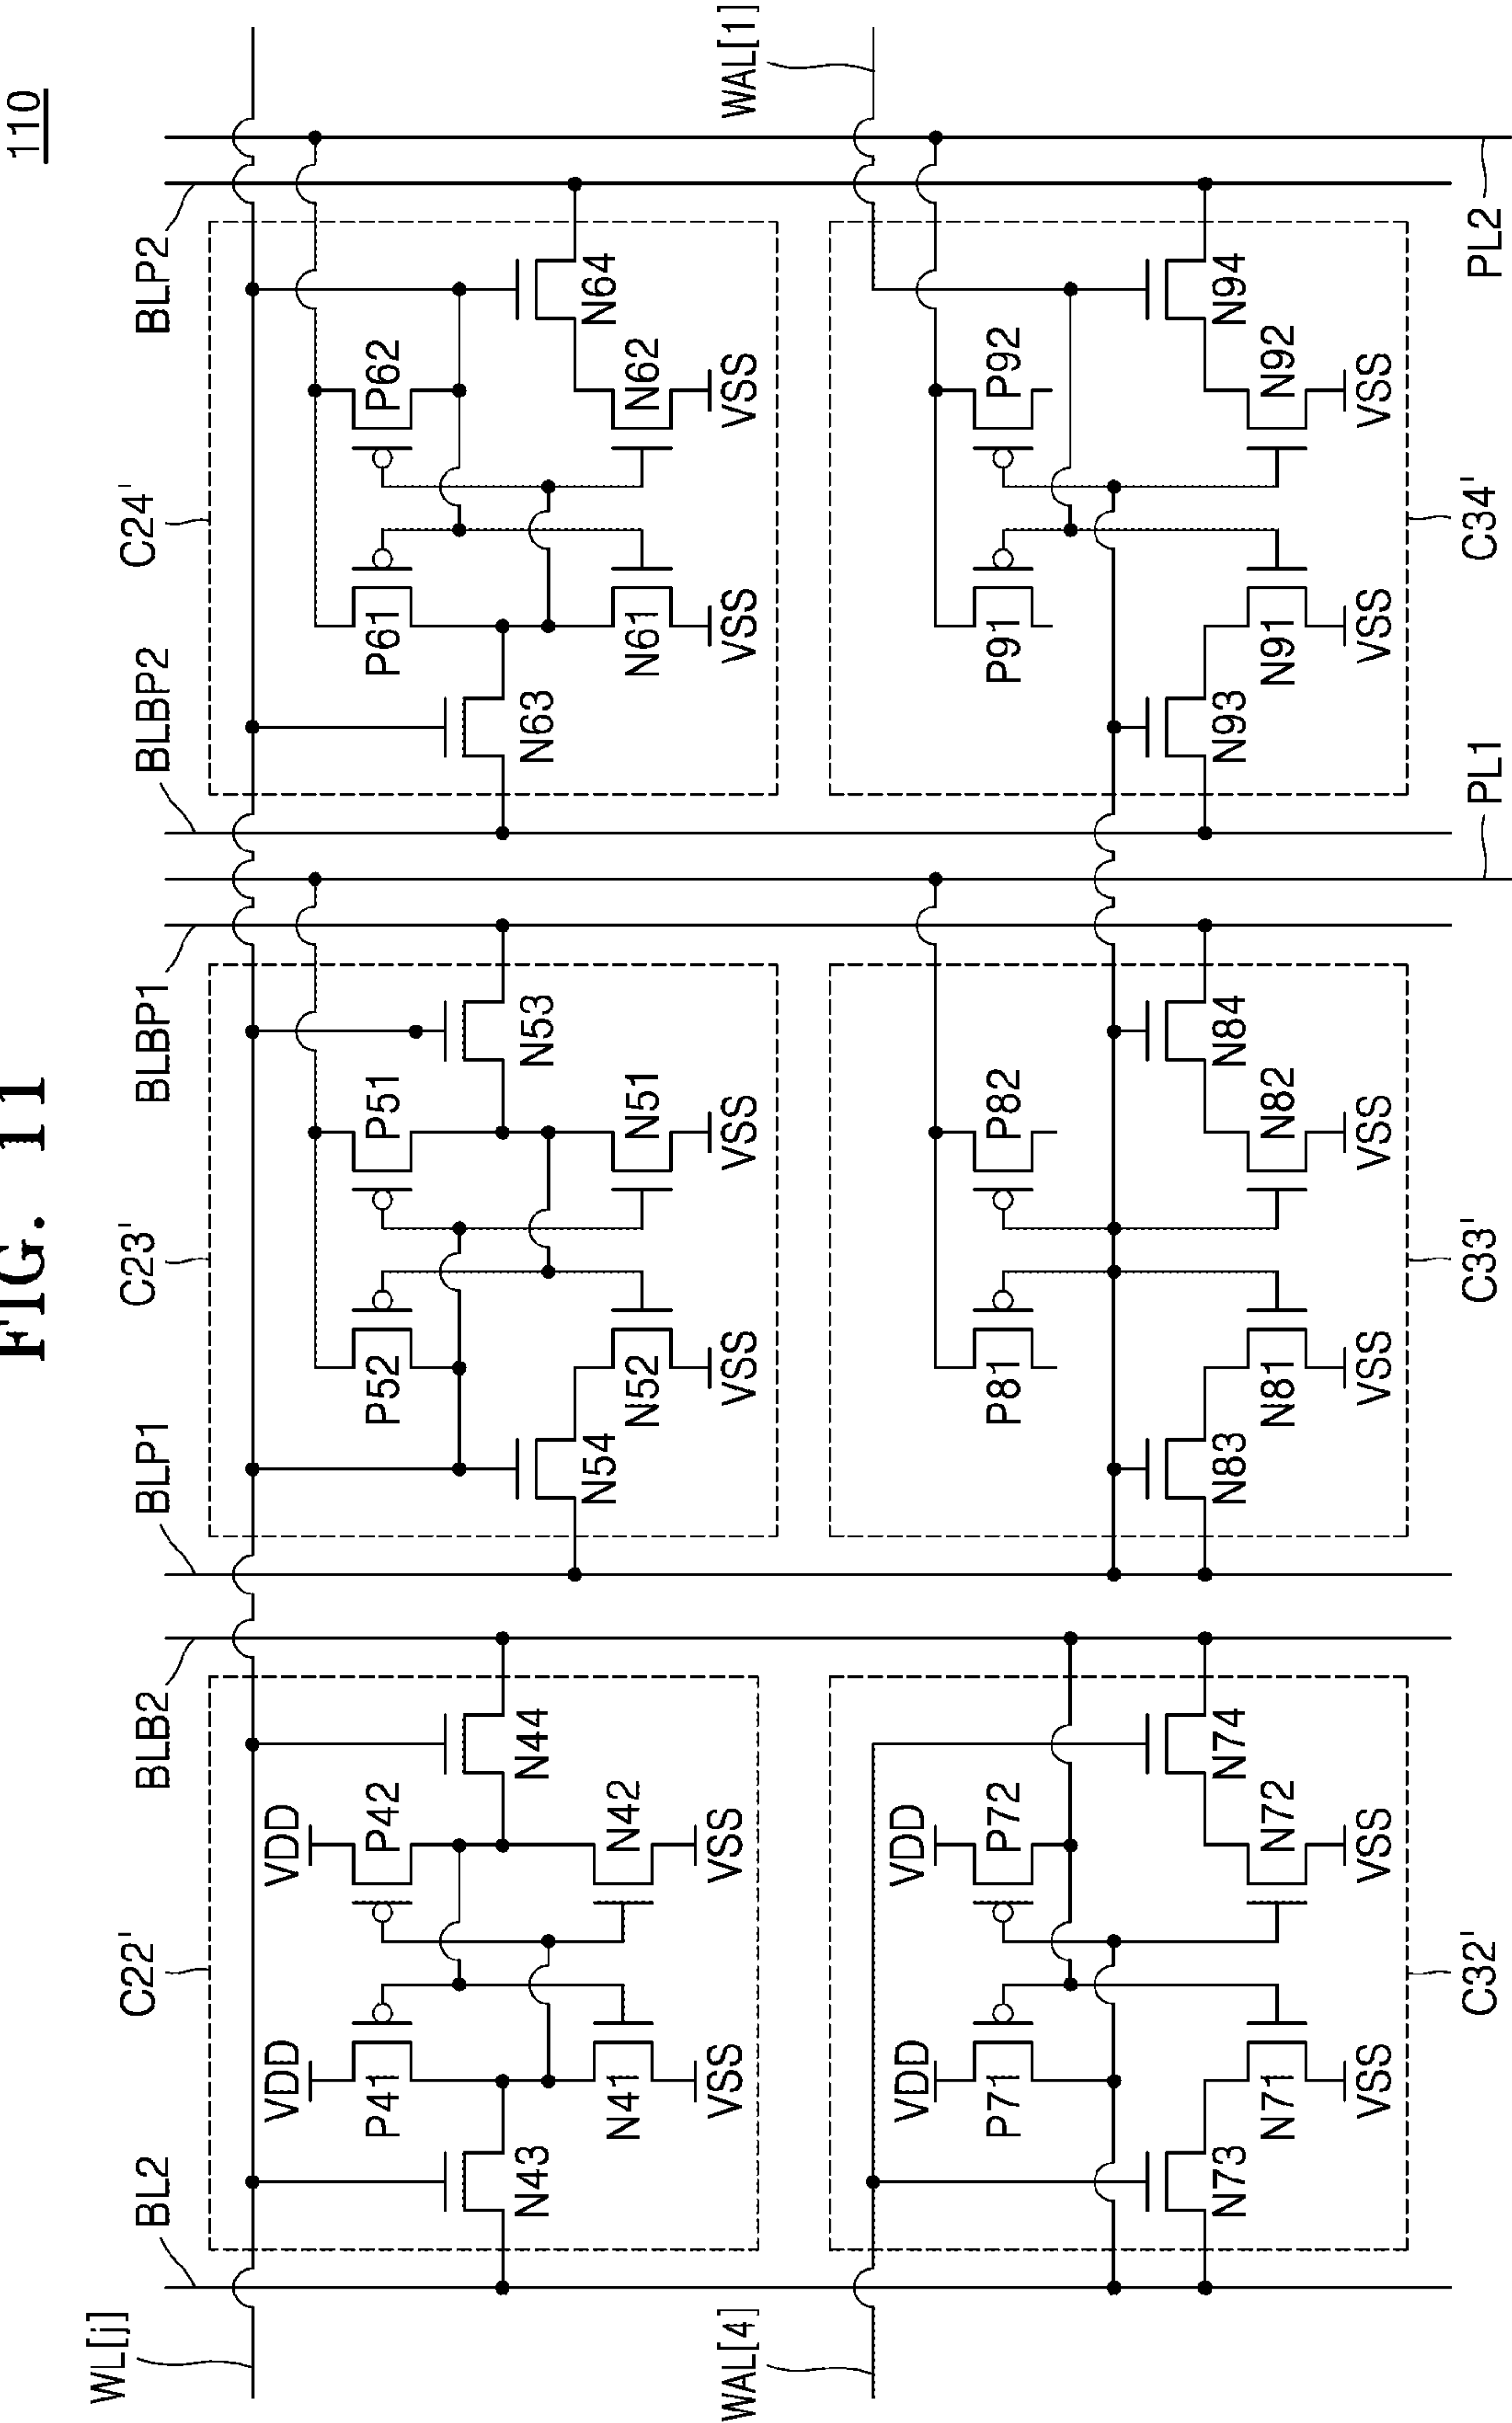 FIG. 11
110
BL2
BLB2
BLP1
BLBP1
BLBP2
BLP2
WL[j]
C22'
C23'
C24'
VDD
VDD
P41
P42
P52
P51
P61
P62
N43
N44
N53
N63
N54
N64
N41
N42
N52
N51
N61
N62
VSS
VSS
VSS
VSS
VSS
VSS
WAL[4]
WAL[1]
VDD
VDD
P71
P72
P81
P82
P91
P92
N73
N74
N83
N84
N93
N94
N71
N72
N81
N82
N91
N92
VSS
VSS
VSS
VSS
VSS
VSS
C32'
C33'
C34'
PL1
PL2